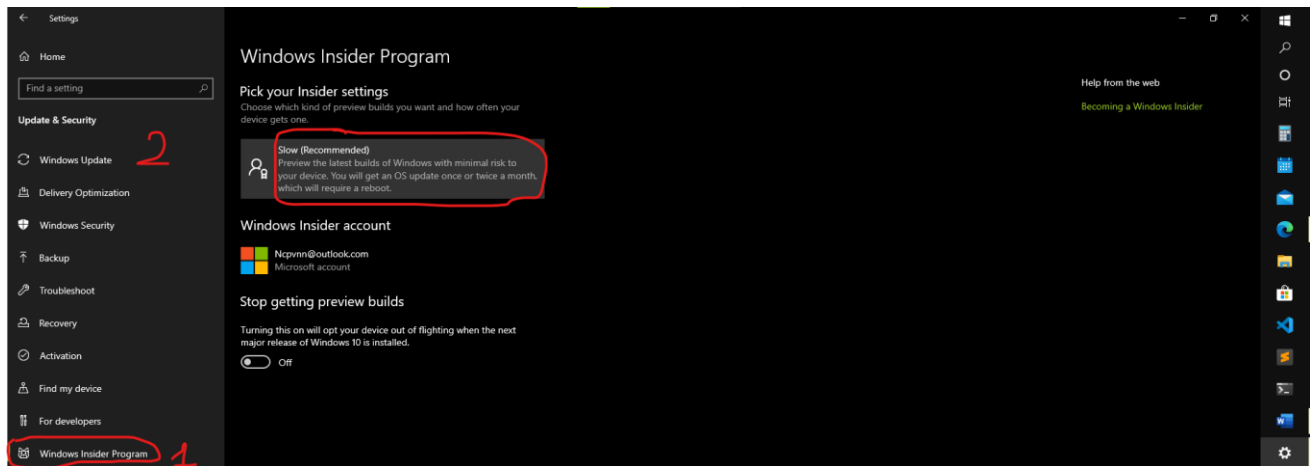 Settings
Home
Find a setting
Update & Security
2
Windows Update
Delivery Optimization
Windows Security
Backup
Troubleshoot
Recovery
Activation
Find my device
For developers
Windows Insider Program
1
Windows Insider Program
Pick your Insider settings
Choose which kind of preview builds you want and how often your
device gets one.
Slow (Recommended)
Preview the latest builds of Windows with minimal risk to
your device. You will get an OS update once or twice a month,
which will require a reboot.
Windows Insider account
Ncpvnn@outlook.com
Microsoft account
Stop getting preview builds
Turning this on will opt your device out of flighting when the next
major release of Windows 10 is installed.
Off
Help from the web
Becoming a Windows Insider